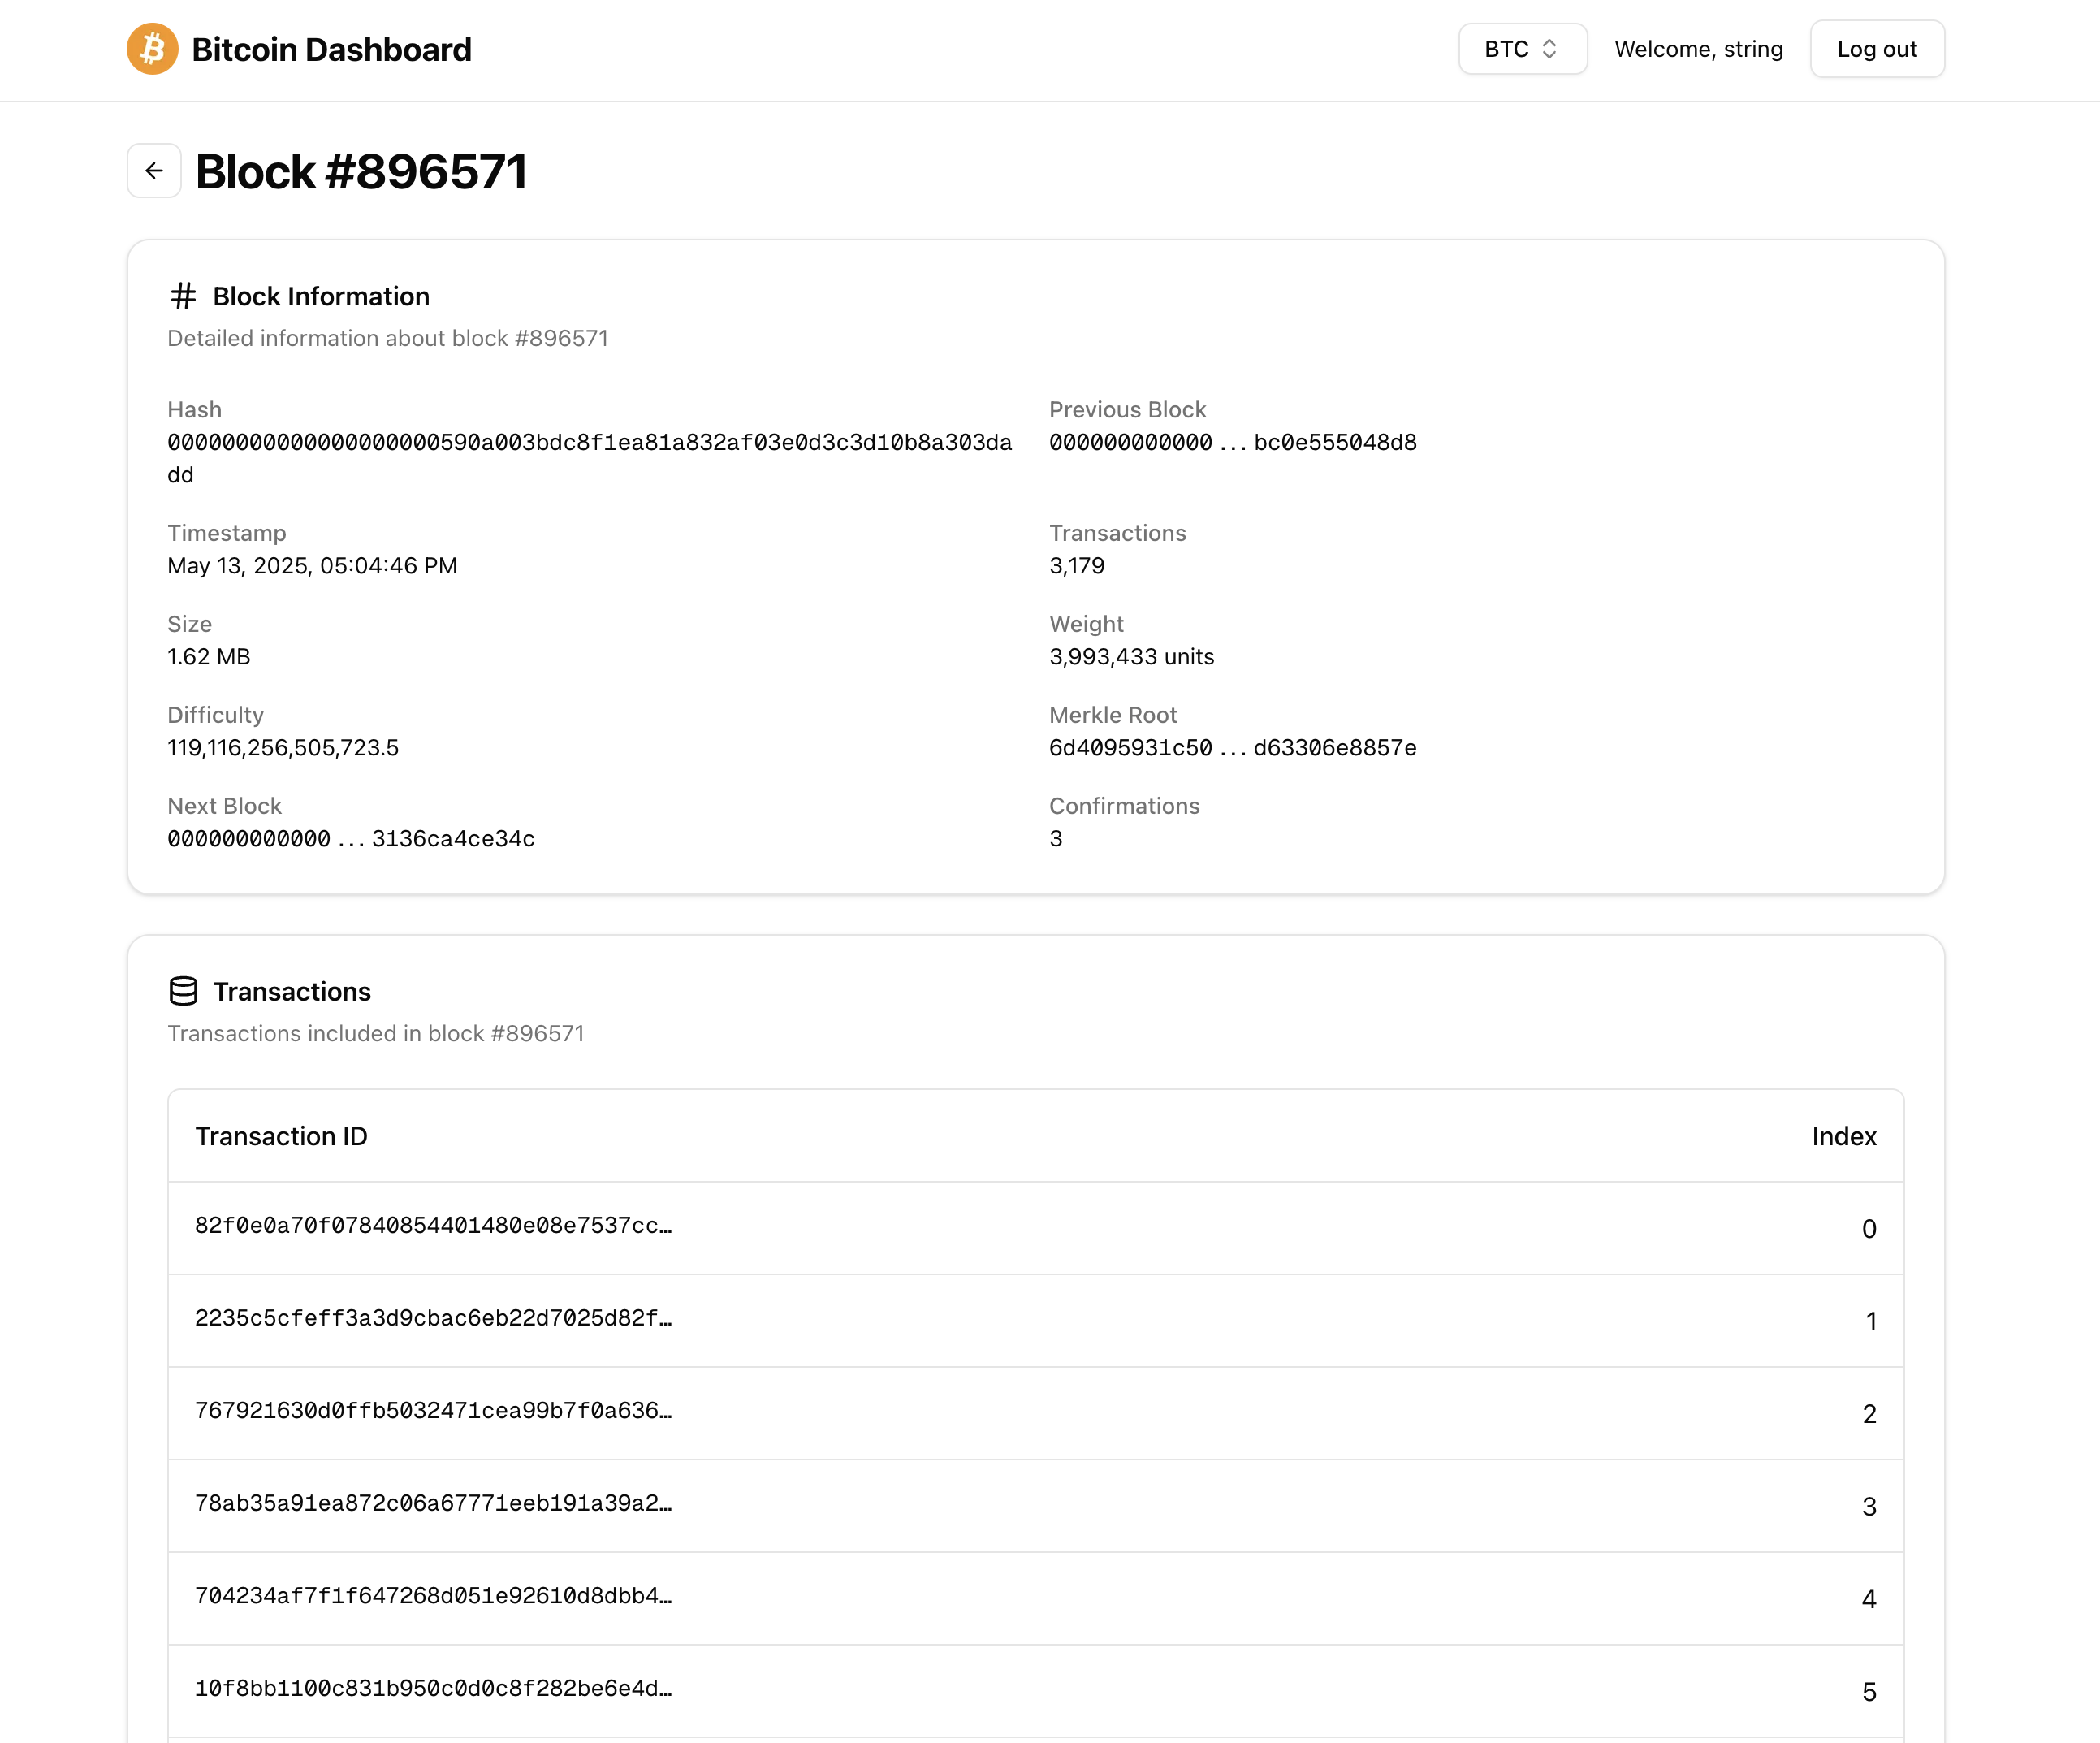 Bitcoin Dashboard
BTC
Welcome, string
Log out
Block #896571
Block Information
Detailed information about block #896571
Hash
00000000000000000000590a003bdc8f1ea81a832af03e0d3c3d10b8a303da
dd
Previous Block
000000000000 ... bc0e555048d8
Timestamp
May 13, 2025, 05:04:46 PM
Transactions
3,179
Size
1.62 MB
Weight
3,993,433 units
Difficulty
119,116,256,505,723.5
Merkle Root
6d4095931c50 ... d63306e8857e
Next Block
000000000000 ... 3136ca4ce34c
Confirmations
3
Transactions
Transactions included in block #896571
Transaction ID Index
82f0e0a70f07840854401480e08e7537cc… 0
2235c5cfeff3a3d9cbac6eb22d7025d82f… 1
767921630d0ffb5032471cea99b7f0a636… 2
78ab35a91ea872c06a67771eeb191a39a2… 3
704234af7f1f647268d051e92610d8dbb4… 4
10f8bb1100c831b950c0d0c8f282be6e4d… 5